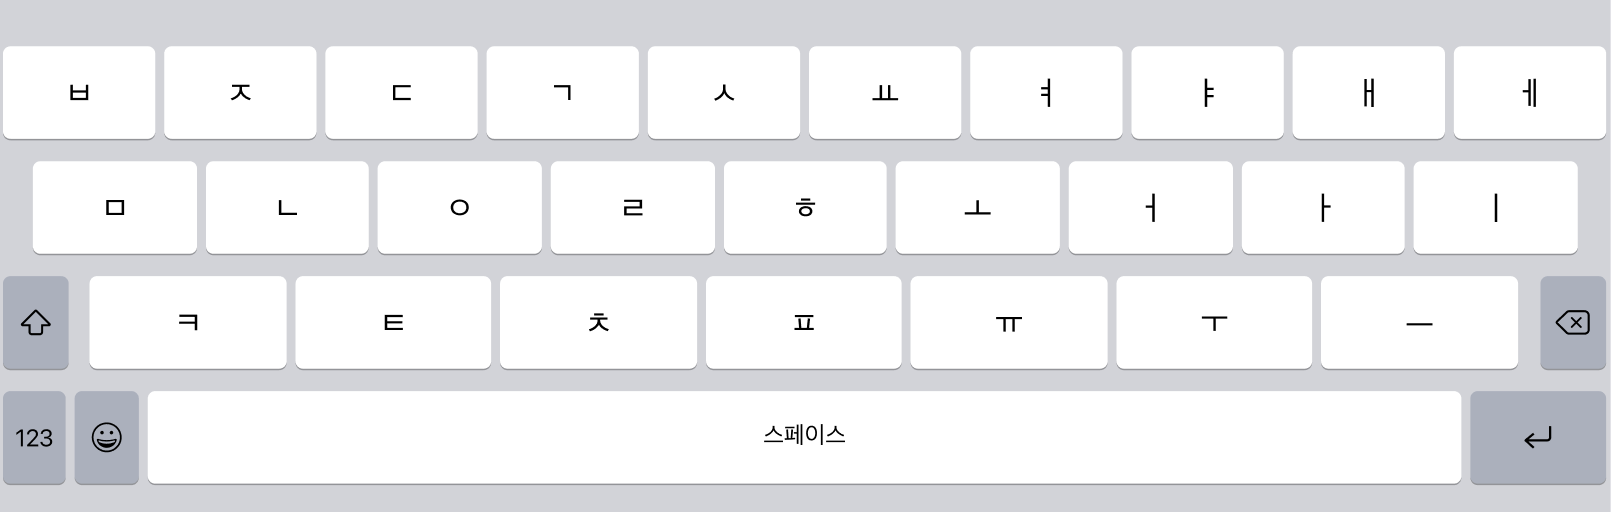 ㅂ ㅈ ㄷ ㄱ ㅅ ㅛ ㅕ ㅑ ㅐ ㅔ
ㅁ ㄴ ㅇ ㄹ ㅎ ㅗ ㅓ ㅏ ㅣ
ㅋ ㅌ ㅊ ㅍ ㅠ ㅜ ㅡ
123 스페이스